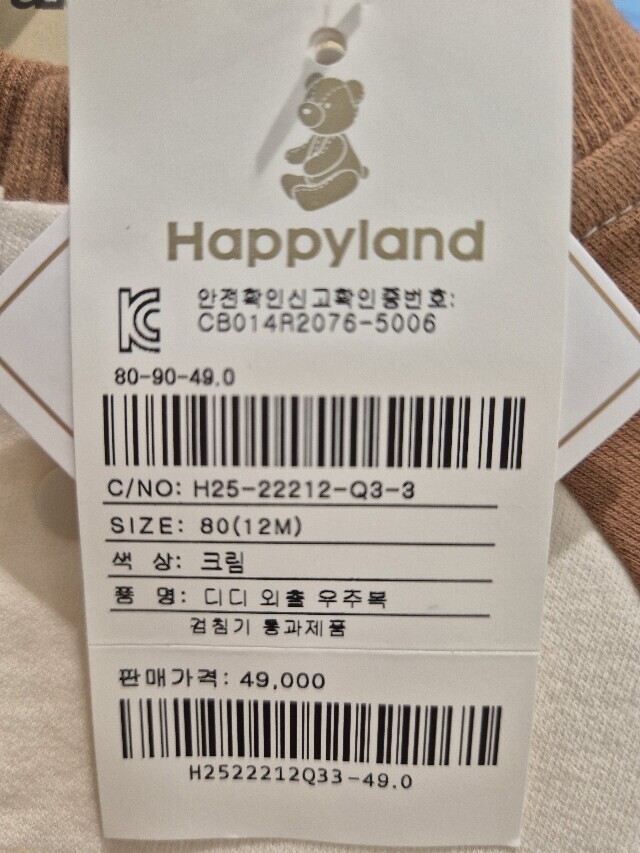 Happyland
안전확인신고확인증번호:
CB014R2076-5006
80-90-49.0
C/NO: H25-22212-Q3-3
SIZE: 80(12M)
색 상: 크림
품 명: 디디 외출 우주복
검침기 통과제품
판매가격: 49,000
H2522212Q33-49.0